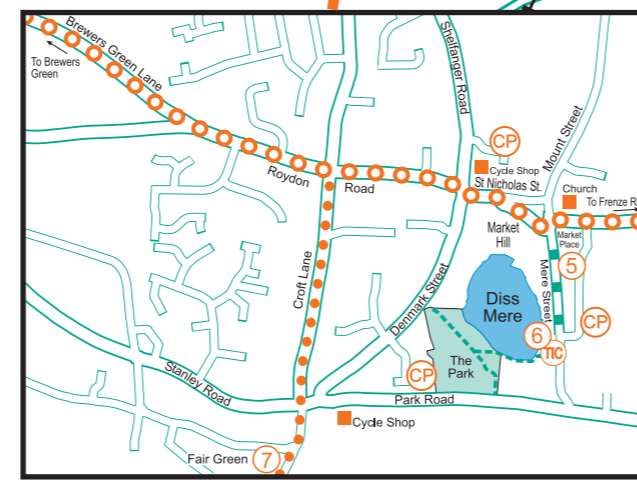 Brewers Green Lane
To Brewers
Green
Shelfanger Road
Mount Street
CP
Cycle Shop
St Nicholas St.
Church
To Frenze R
Roydon
Road
Market
Hill
Market
Place
5
Mere Street
Croft Lane
Denmark Street
Diss
Mere
6
CP
TIC
The
Park
CP
Stanley Road
Park Road
Cycle Shop
Fair Green
7